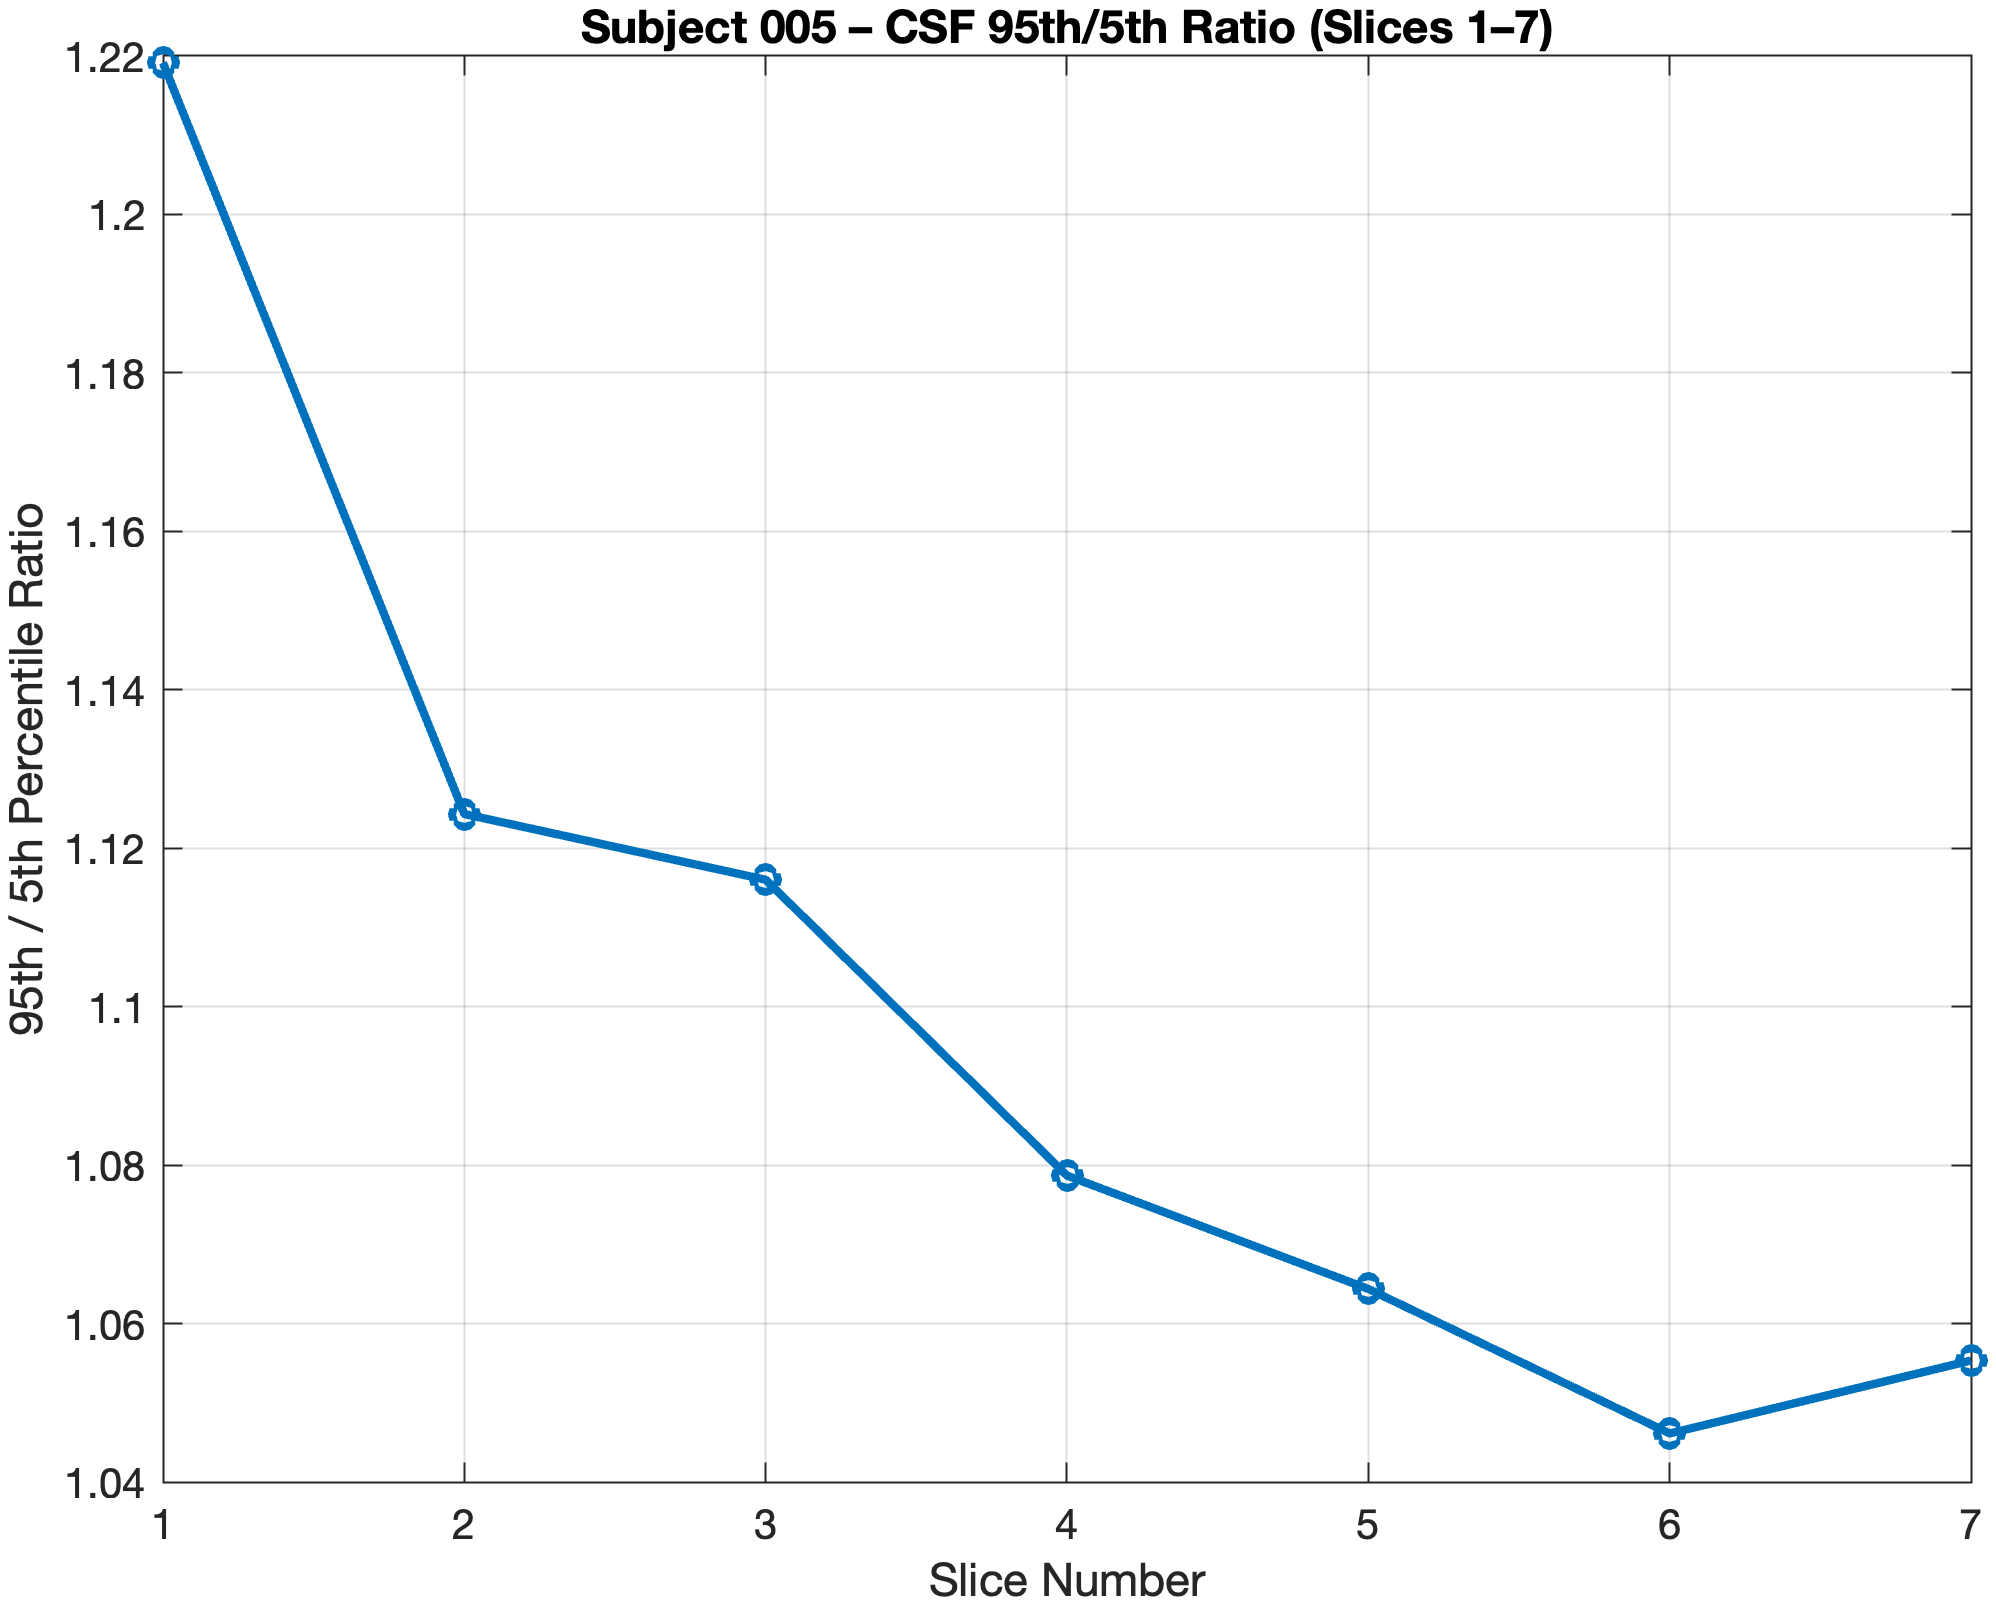 Subject 005 – CSF 95th/5th Ratio (Slices 1–7)
95th / 5th Percentile Ratio
1.22
1.2
1.18
1.16
1.14
1.12
1.1
1.08
1.06
1.04
1 2 3 4 5 6 7
Slice Number